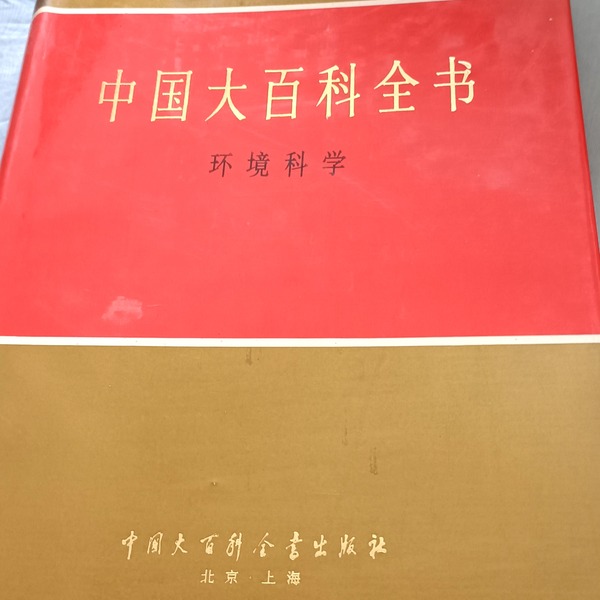 中国大百科全书
环境科学
中国大百科全书出版社
北京·上海